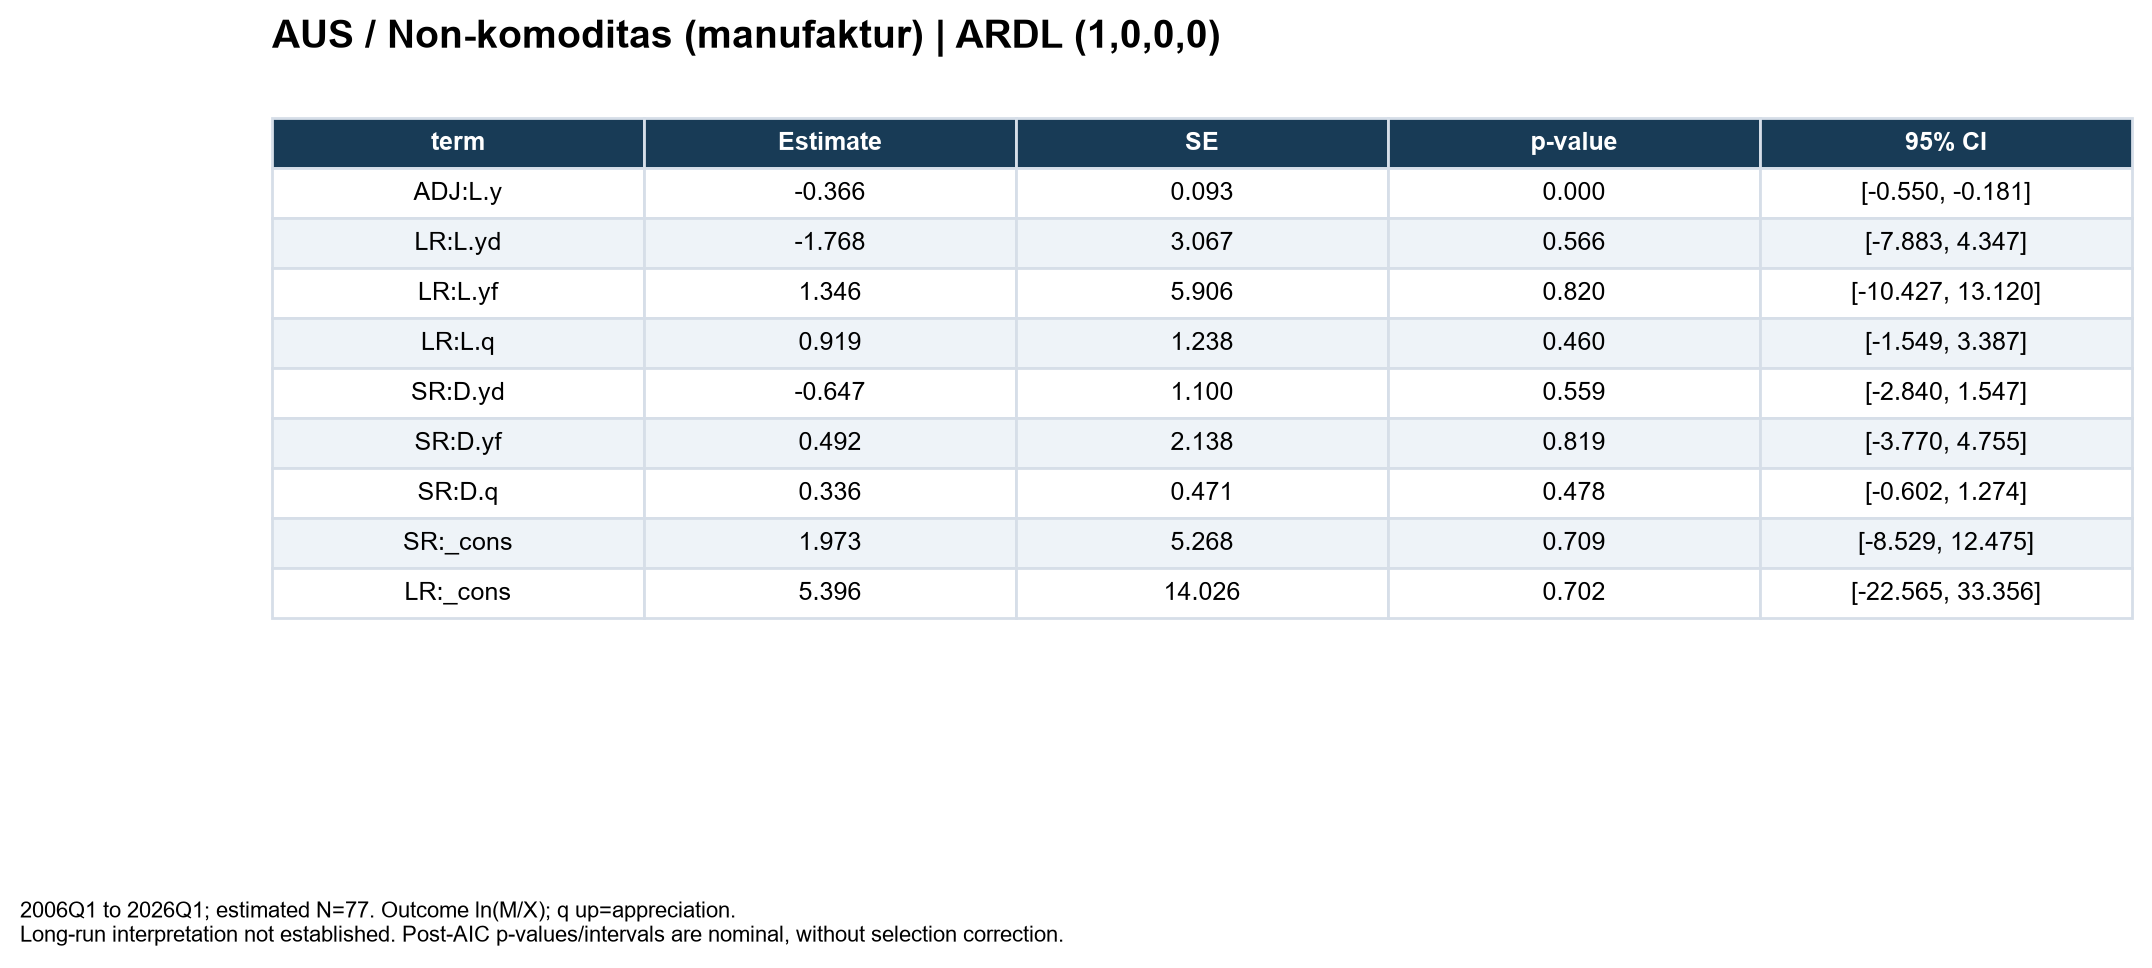 AUS / Non-komoditas (manufaktur) | ARDL (1,0,0,0)
term Estimate SE p-value 95% CI
ADJ:L.y -0.366 0.093 0.000 [-0.550, -0.181]
LR:L.yd -1.768 3.067 0.566 [-7.883, 4.347]
LR:L.yf 1.346 5.906 0.820 [-10.427, 13.120]
LR:L.q 0.919 1.238 0.460 [-1.549, 3.387]
SR:D.yd -0.647 1.100 0.559 [-2.840, 1.547]
SR:D.yf 0.492 2.138 0.819 [-3.770, 4.755]
SR:D.q 0.336 0.471 0.478 [-0.602, 1.274]
SR:_cons 1.973 5.268 0.709 [-8.529, 12.475]
LR:_cons 5.396 14.026 0.702 [-22.565, 33.356]
2006Q1 to 2026Q1; estimated N=77. Outcome ln(M/X); q up=appreciation.
Long-run interpretation not established. Post-AIC p-values/intervals are nominal, without selection correction.